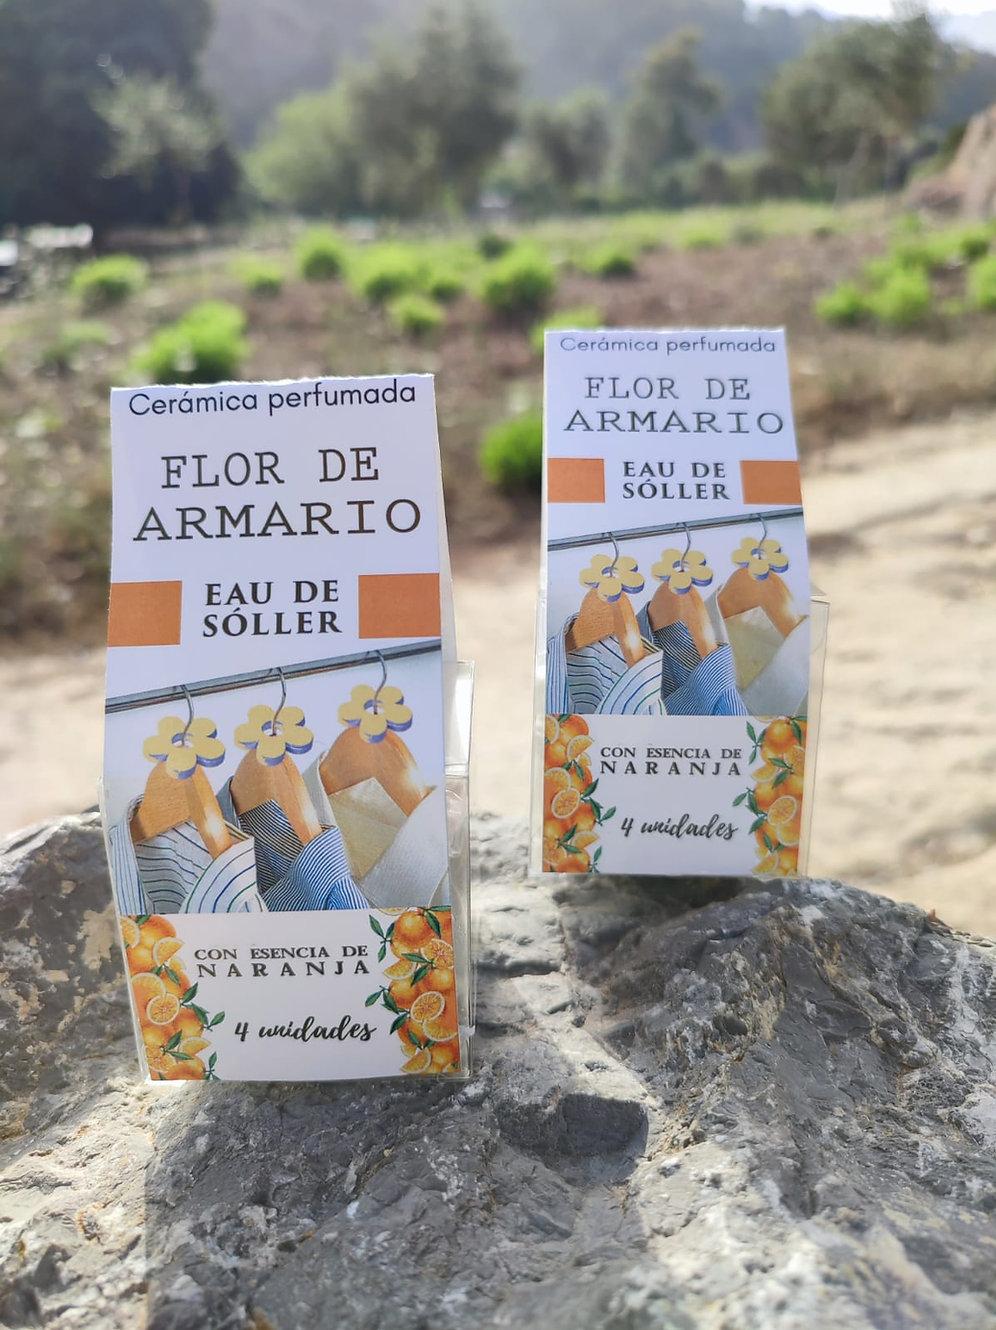 Cerámica perfumada
FLOR DE
ARMARIO
EAU DE
SÓLLER
CON ESENCIA DE
NARANJA
4 unidades
Cerámica perfumada
FLOR DE
ARMARIO
EAU DE
SÓLLER
CON ESENCIA DE
NARANJA
4 unidades